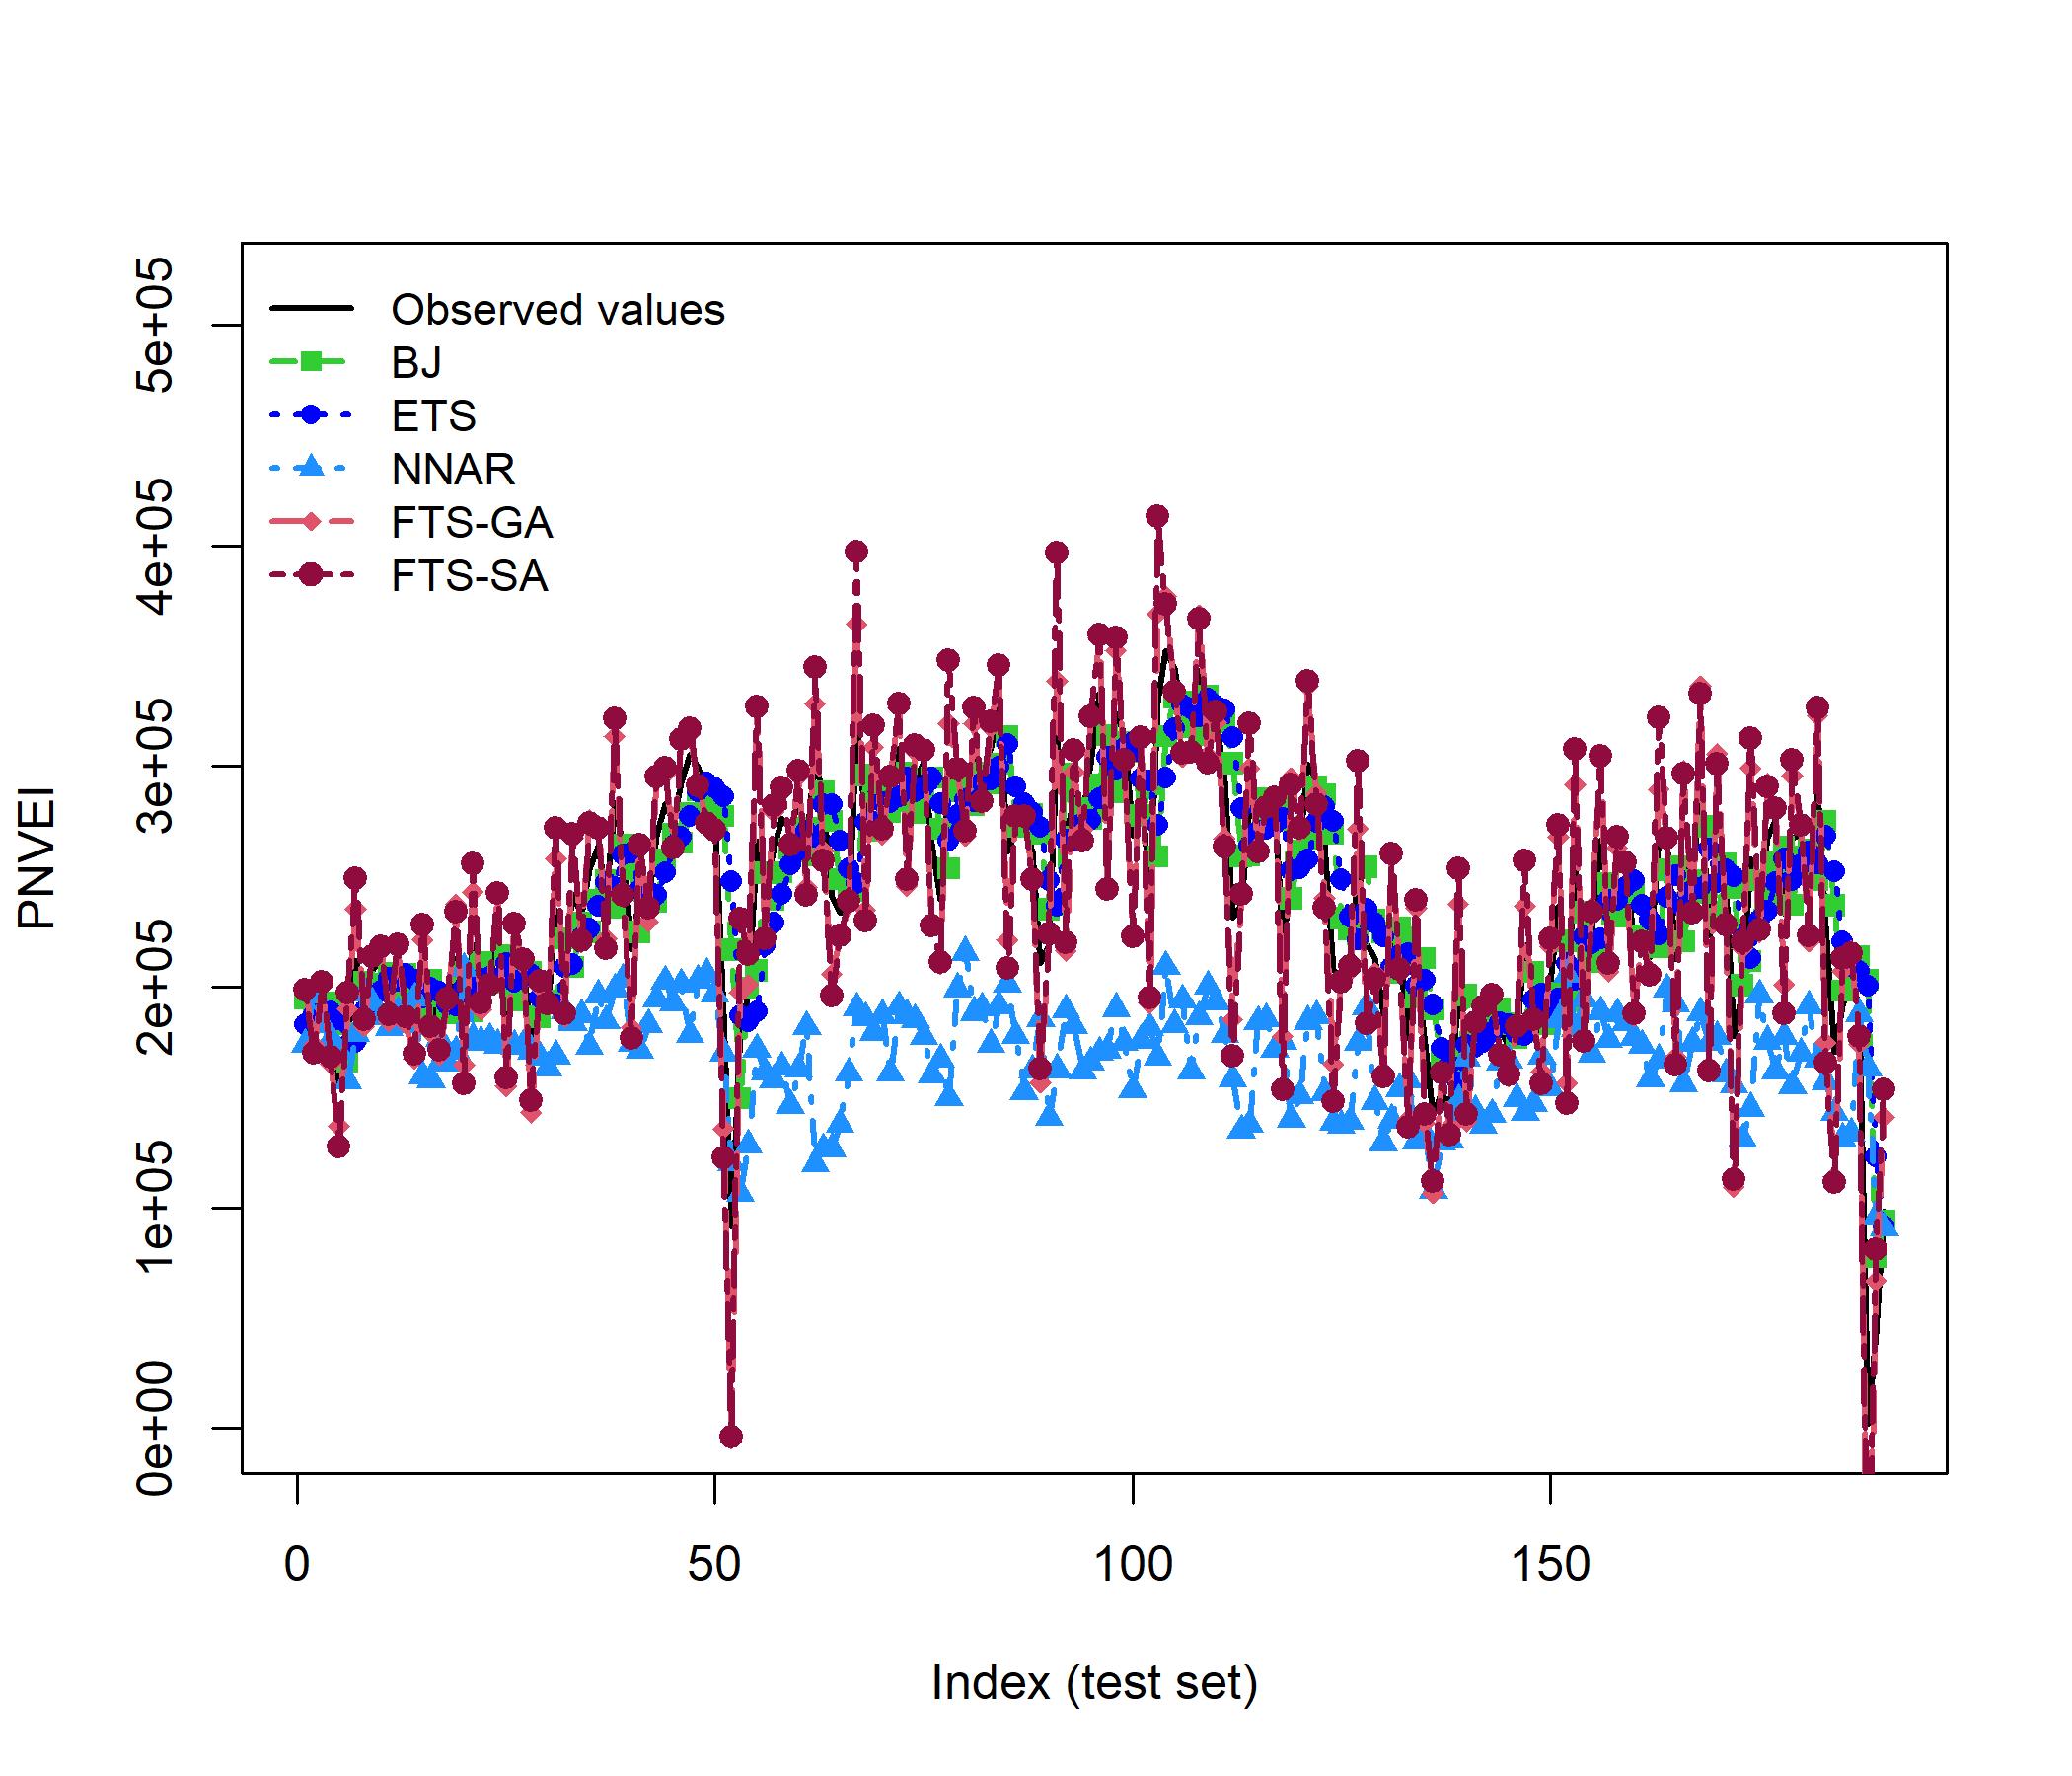 Observed values
BJ
ETS
NNAR
FTS-GA
FTS-SA
PNVEI
5e+05
4e+05
3e+05
2e+05
1e+05
0e+00
0
50
100
150
Index (test set)